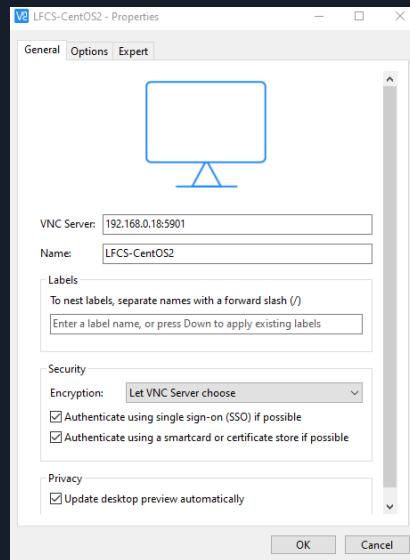 V2 LFCS-CentOS2 - Properties
General Options Expert
VNC Server: 192.168.0.18:5901
Name: LFCS-CentOS2
Labels
To nest labels, separate names with a forward slash (/)
Enter a label name, or press Down to apply existing labels
Security
Encryption: Let VNC Server choose
Authenticate using single sign-on (SSO) if possible
Authenticate using a smartcard or certificate store if possible
Privacy
Update desktop preview automatically
OK Cancel